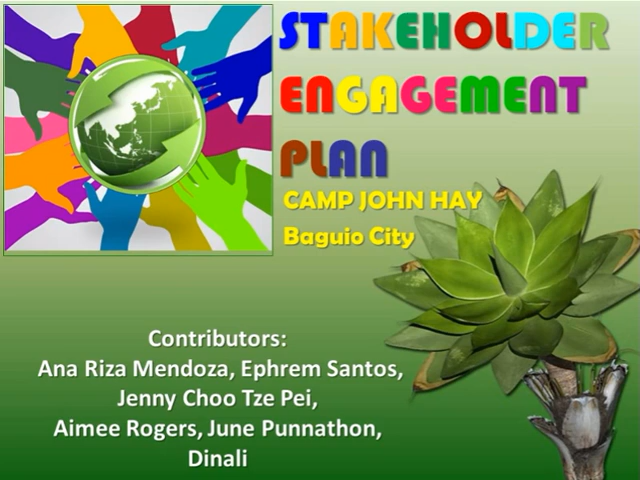 STAKEHOLDER
ENGAGEMENT
PLAN
CAMP JOHN HAY
Baguio City
Contributors:
Ana Riza Mendoza, Ephrem Santos,
Jenny Choo Tze Pei,
Aimee Rogers, June Punnathon,
Dinali